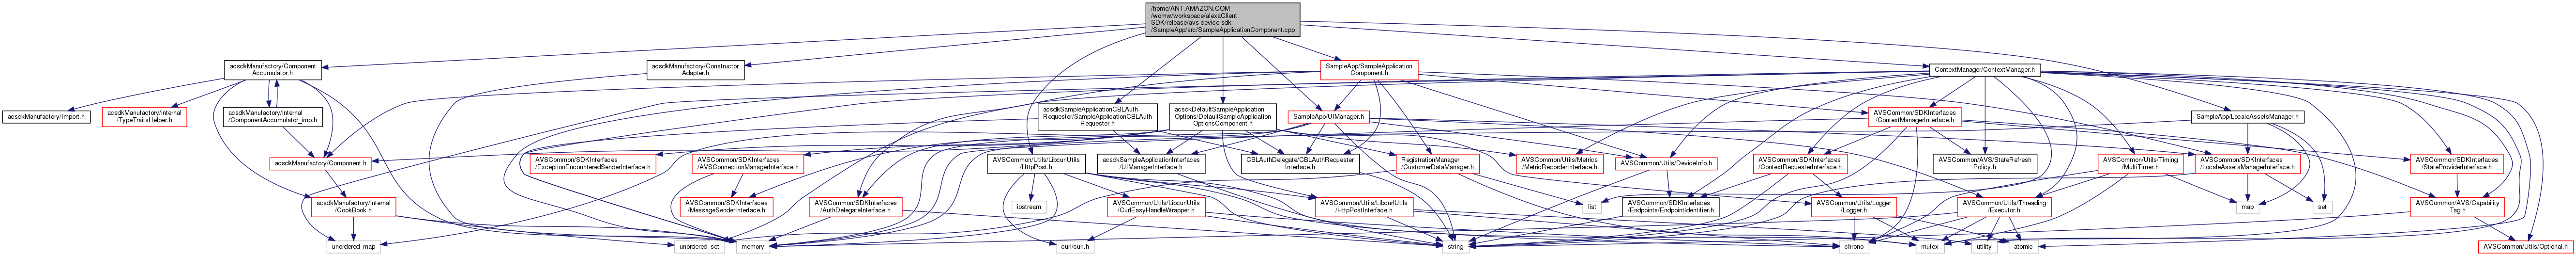 /home/ANT.AMAZON.COM
/womw/workspace/alexaClient
SDK/release/avs-device-sdk
/SampleApp/src/SampleApplicationComponent.cpp
acsdkManufactory/Component
Accumulator.h
acsdkManufactory/Constructor
Adapter.h
SampleApp/SampleApplication
Component.h
ContextManager/ContextManager.h
acsdkManufactory/Import.h
acsdkManufactory/internal
/TypeTraitsHelper.h
acsdkManufactory/internal
/ComponentAccumulator_imp.h
acsdkSampleApplicationCBLAuth
Requester/SampleApplicationCBLAuth
Requester.h
acsdkDefaultSampleApplication
Options/DefaultSampleApplication
OptionsComponent.h
SampleApp/UIManager.h
AVSCommon/SDKInterfaces
/ContextManagerInterface.h
SampleApp/LocaleAssetsManager.h
acsdkManufactory/Component.h
AVSCommon/SDKInterfaces
/ExceptionEncounteredSenderInterface.h
AVSCommon/SDKInterfaces
/AVSConnectionManagerInterface.h
AVSCommon/Utils/LibcurlUtils
/HttpPost.h
acsdkSampleApplicationInterfaces
/UIManagerInterface.h
CBLAuthDelegate/CBLAuthRequester
Interface.h
RegistrationManager
/CustomerDataManager.h
AVSCommon/Utils/Metrics
/MetricRecorderInterface.h
AVSCommon/Utils/DeviceInfo.h
AVSCommon/SDKInterfaces
/ContextRequesterInterface.h
AVSCommon/AVS/StateRefresh
Policy.h
AVSCommon/Utils/Timing
/MultiTimer.h
AVSCommon/SDKInterfaces
/LocaleAssetsManagerInterface.h
AVSCommon/SDKInterfaces
/StateProviderInterface.h
acsdkManufactory/internal
/CookBook.h
AVSCommon/SDKInterfaces
/MessageSenderInterface.h
AVSCommon/SDKInterfaces
/AuthDelegateInterface.h
iostream
AVSCommon/Utils/LibcurlUtils
/CurlEasyHandleWrapper.h
AVSCommon/Utils/LibcurlUtils
/HttpPostInterface.h
list
AVSCommon/SDKInterfaces
/Endpoints/EndpointIdentifier.h
AVSCommon/Utils/Logger
/Logger.h
AVSCommon/Utils/Threading
/Executor.h
map
set
AVSCommon/AVS/Capability
Tag.h
unordered_map
unordered_set
memory
curl/curl.h
string
chrono
mutex
utility
atomic
AVSCommon/Utils/Optional.h